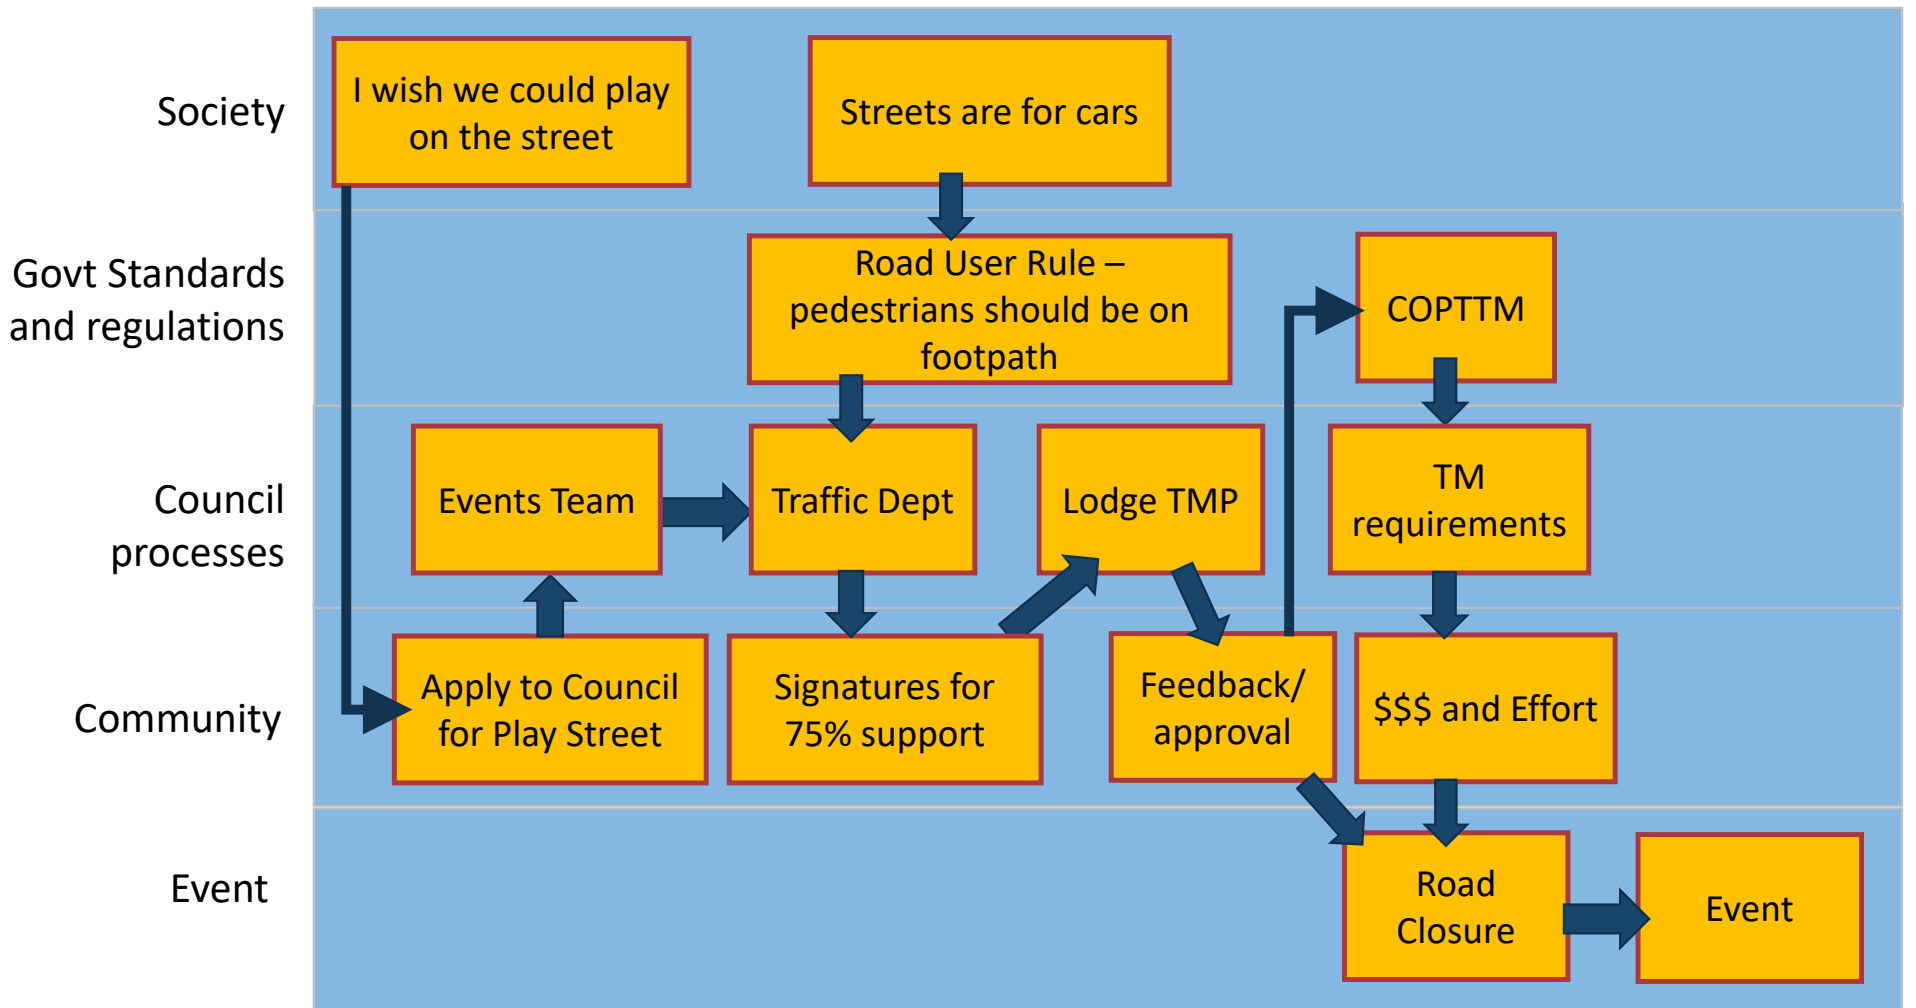 Society
I wish we could play
on the street
Streets are for cars
Govt Standards
and regulations
Road User Rule –
pedestrians should be on
footpath
COPTTM
Council
processes
Events Team
Traffic Dept
Lodge TMP
TM
requirements
Community
Apply to Council
for Play Street
Signatures for
75% support
Feedback/
approval
$$$ and Effort
Event
Road
Closure
Event